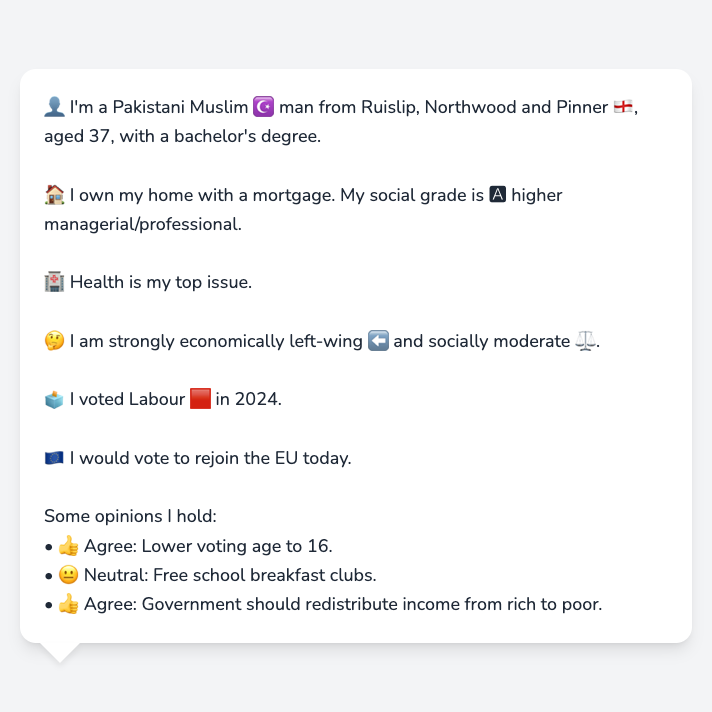 👤 I'm a Pakistani Muslim ☪️ man from Ruislip, Northwood and Pinner 🏴󠁧󠁢󠁥󠁮󠁧󠁿,
aged 37, with a bachelor's degree.
🏠 I own my home with a mortgage. My social grade is 🅰️ higher
managerial/professional.
🏥 Health is my top issue.
🤔 I am strongly economically left-wing ⬅️ and socially moderate ⚖️.
🗳️ I voted Labour 🟥 in 2024.
🇪🇺 I would vote to rejoin the EU today.
Some opinions I hold:
• 👍 Agree: Lower voting age to 16.
• 😐 Neutral: Free school breakfast clubs.
• 👍 Agree: Government should redistribute income from rich to poor.